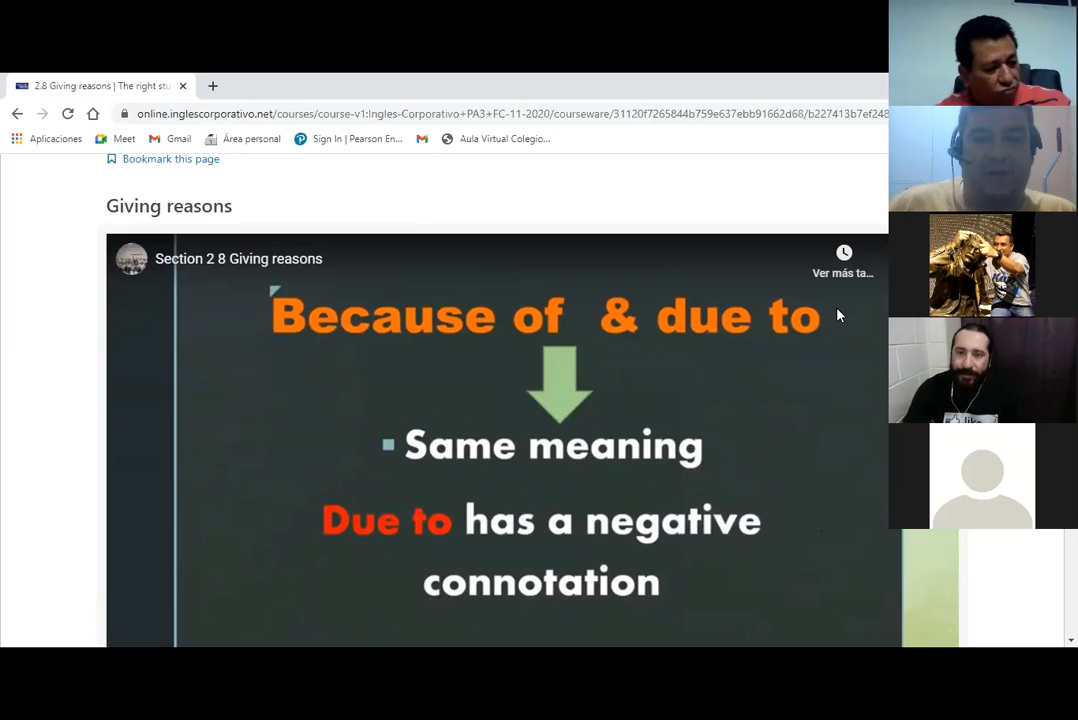 2.8 Giving reasons | The right stu
online.inglescorporativo.net/courses/course-v1:Ingles-Corporativo+PA3+FC-11-2020/courseware/31120f7265844b759e637ebb91662d68/b227413b7ef248
Aplicaciones Meet Gmail Área personal Sign In | Pearson En... Aula Virtual Colegio...
Bookmark this page
Giving reasons
Section 2 8 Giving reasons
Ver más ta...
Because of & due to
Same meaning
Due to has a negative
connotation